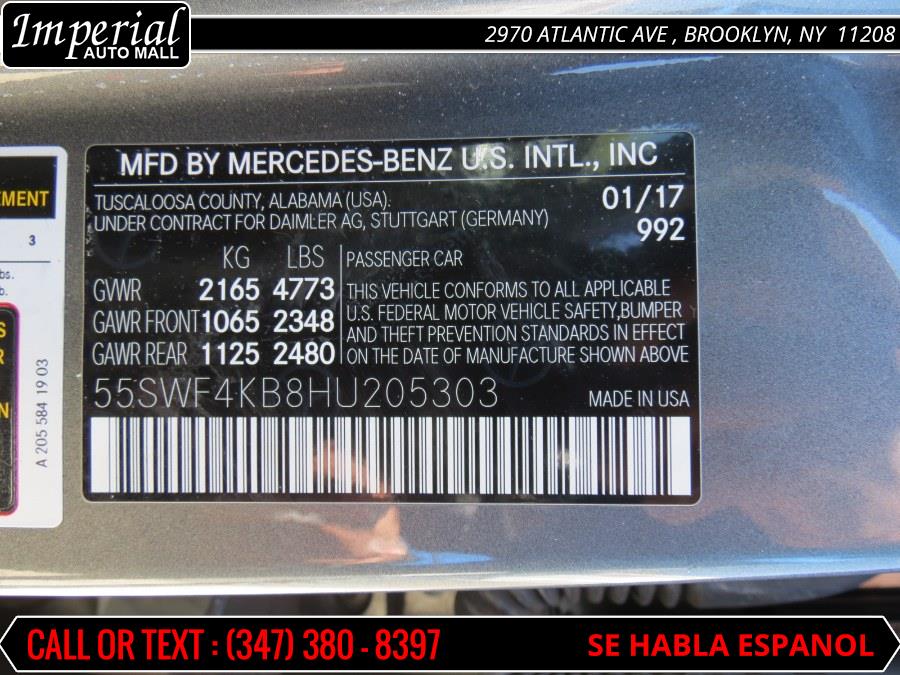 Imperial
AUTO MALL
2970 ATLANTIC AVE , BROOKLYN, NY 11208
EMENT
3
bs.
b.
S
R
N
A 205 584 19 03
MFD BY MERCEDES-BENZ U.S. INTL., INC
TUSCALOOSA COUNTY, ALABAMA (USA). 01/17
UNDER CONTRACT FOR DAIMLER AG, STUTTGART (GERMANY)
992
KG LBS
GVWR 2165 4773
GAWR FRONT 1065 2348
GAWR REAR 1125 2480
PASSENGER CAR
THIS VEHICLE CONFORMS TO ALL APPLICABLE
U.S. FEDERAL MOTOR VEHICLE SAFETY,BUMPER
AND THEFT PREVENTION STANDARDS IN EFFECT
ON THE DATE OF MANUFACTURE SHOWN ABOVE
55SWF4KB8HU205303 MADE IN USA
CALL OR TEXT : (347) 380 - 8397 SE HABLA ESPANOL